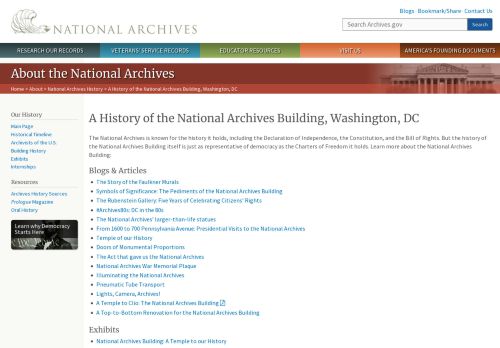 Blogs · Bookmark/Share · Contact Us
NATIONAL ARCHIVES
Search Archives.gov
Search
RESEARCH OUR RECORDS
VETERANS' SERVICE RECORDS
EDUCATOR RESOURCES
VISIT US
AMERICA'S FOUNDING DOCUMENTS
About the National Archives
Home > About > National Archives History > A History of the National Archives Building, Washington, DC
Our History
Main Page
Historical Timeline
Archivists of the U.S.
Building History
Exhibits
Internships
Resources
Archives History Sources
Prologue Magazine
Oral History
Learn why Democracy
Starts Here
A History of the National Archives Building, Washington, DC
The National Archives is known for the history it holds, including the Declaration of Independence, the Constitution, and the Bill of Rights. But the history of
the National Archives Building itself is just as representative of democracy as the Charters of Freedom it holds. Learn more about the National Archives
Building:
Blogs & Articles
The Story of the Faulkner Murals
Symbols of Significance: The Pediments of the National Archives Building
The Rubenstein Gallery: Five Years of Celebrating Citizens' Rights
#Archives80s: DC in the 80s
The National Archives' larger-than-life statues
From 1600 to 700 Pennsylvania Avenue: Presidential Visits to the National Archives
Temple of our History
Doors of Monumental Proportions
The Act that gave us the National Archives
National Archives War Memorial Plaque
Illuminating the National Archives
Pneumatic Tube Transport
Lights, Camera, Archives!
A Temple to Clio: The National Archives Building
A Top-to-Bottom Renovation for the National Archives Building
Exhibits
National Archives Building: A Temple to our History